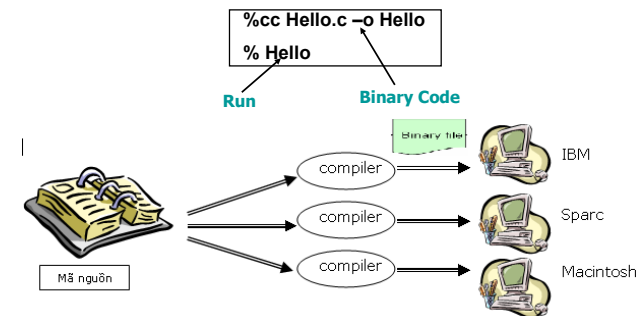 %cc Hello.c –o Hello
% Hello
Run
Binary Code
Binary file
compiler
IBM
compiler
Sparc
compiler
Macintosh
Mã nguồn